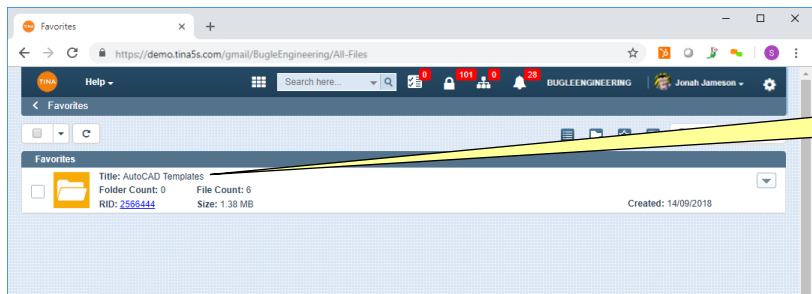 Favorites
https://demo.tina5s.com/gmail/BugleEngineering/All-Files
S
TINA Help Search here... 0 101 0 28 BUGLEENGINEERING Jonah Jameson
< Favorites
Favorites
Title: AutoCAD Templates
Folder Count: 0 File Count: 6
RID: 2566444 Size: 1.38 MB Created: 14/09/2018